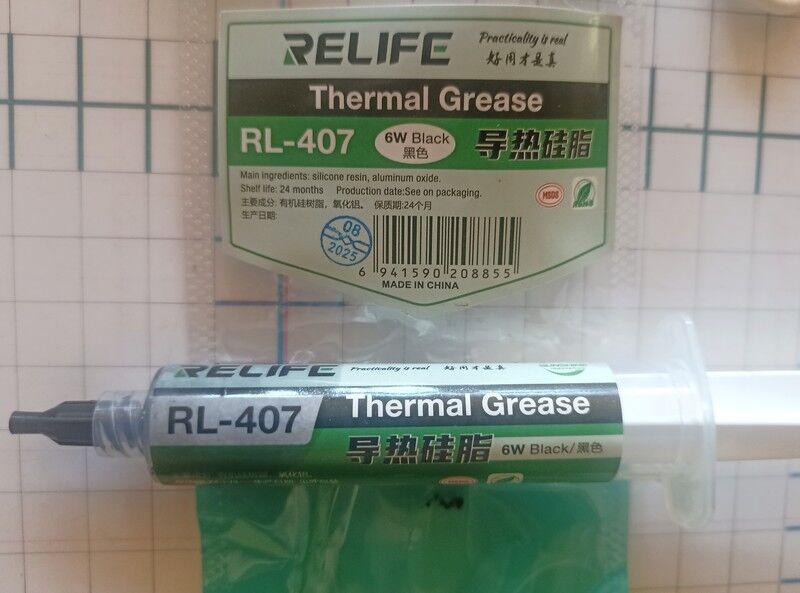 RELIFE
Practicality is real
好用才是真
Thermal Grease
RL-407
6W Black
黑色
导热硅脂
Main ingredients: silicone resin, aluminum oxide.
Shelf life: 24 months Production date:See on packaging.
主要成分: 有机硅树脂，氧化铝。 保质期:24个月
生产日期:
MSDS
08
2025
6 941590 208855
MADE IN CHINA
RELIFE
Practicality is real
好用才是真
SUNSHINE
RL-407
Thermal Grease
导热硅脂
6W Black/黑色